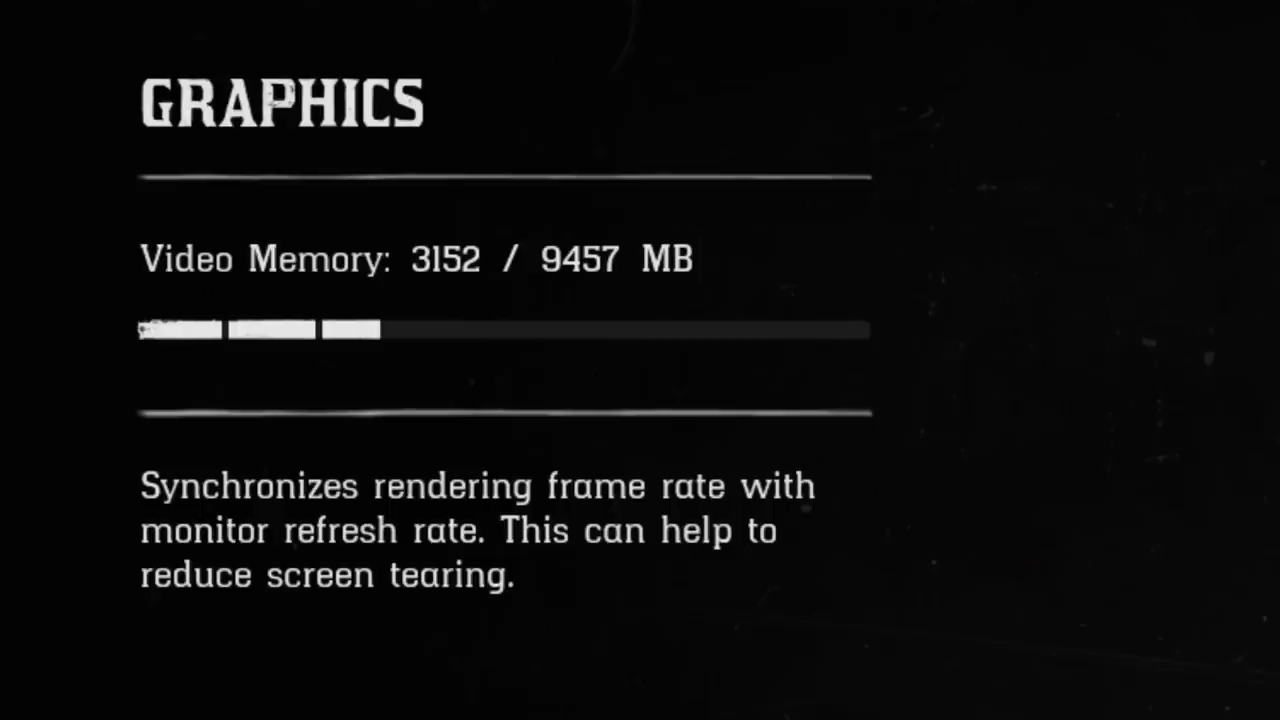 GRAPHICS
Video Memory: 3152 / 9457 MB
Synchronizes rendering frame rate with
monitor refresh rate. This can help to
reduce screen tearing.